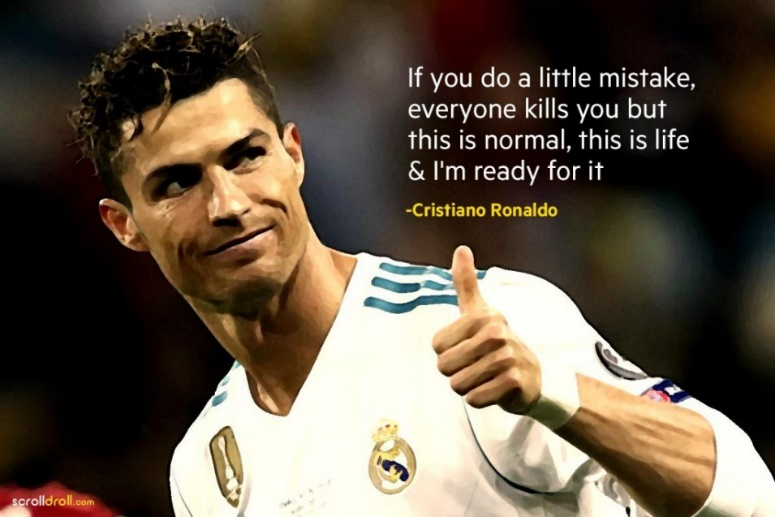 If you do a little mistake,
everyone kills you but
this is normal, this is life
& I'm ready for it
-Cristiano Ronaldo
scrolldroll.com